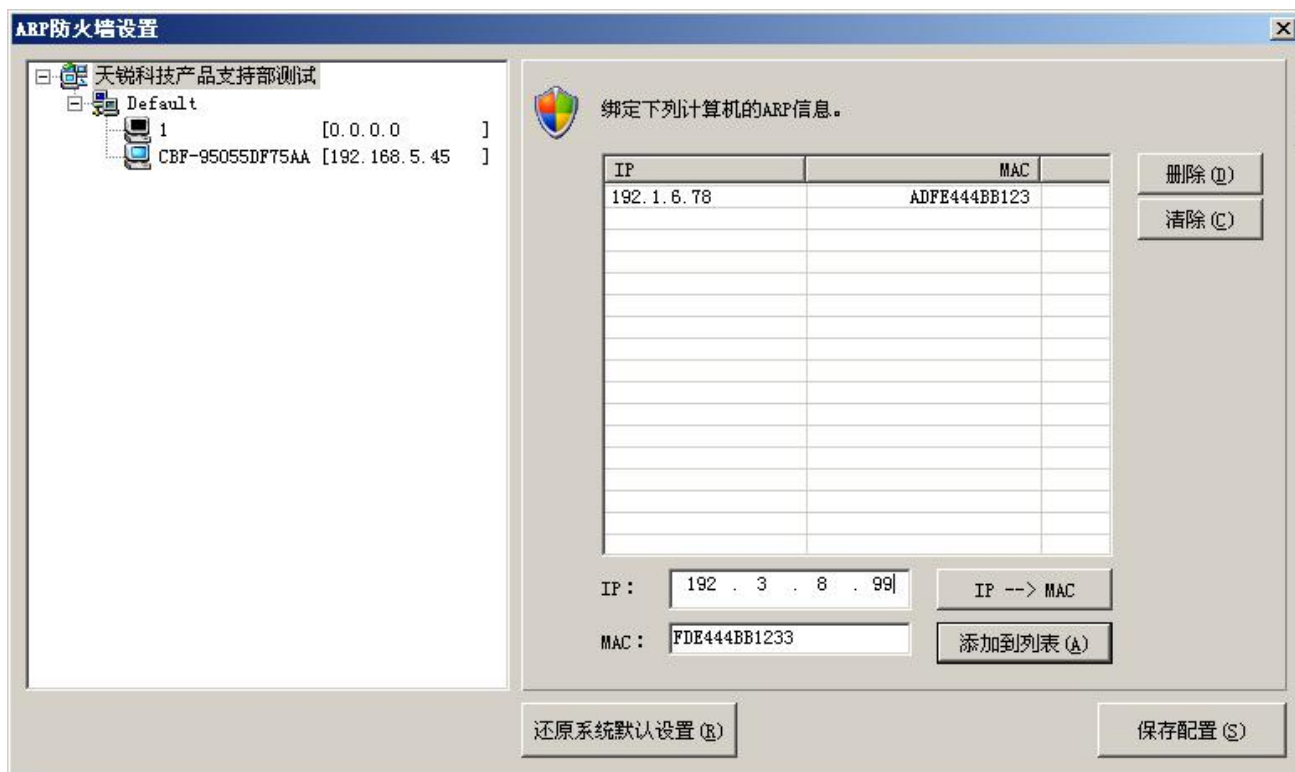 ARP防火墙设置
天锐科技产品支持部测试
Default
1 [0.0.0.0 ]
CBF-95055DF75AA [192.168.5.45 ]
绑定下列计算机的ARP信息。
IP MAC
192.1.6.78 ADFE444BB123
删除(D)
清除(C)
IP: 192 . 3 . 8 . 99
IP --> MAC
MAC: FDE444BB1233
添加到列表(A)
还原系统默认设置(R)
保存配置(S)